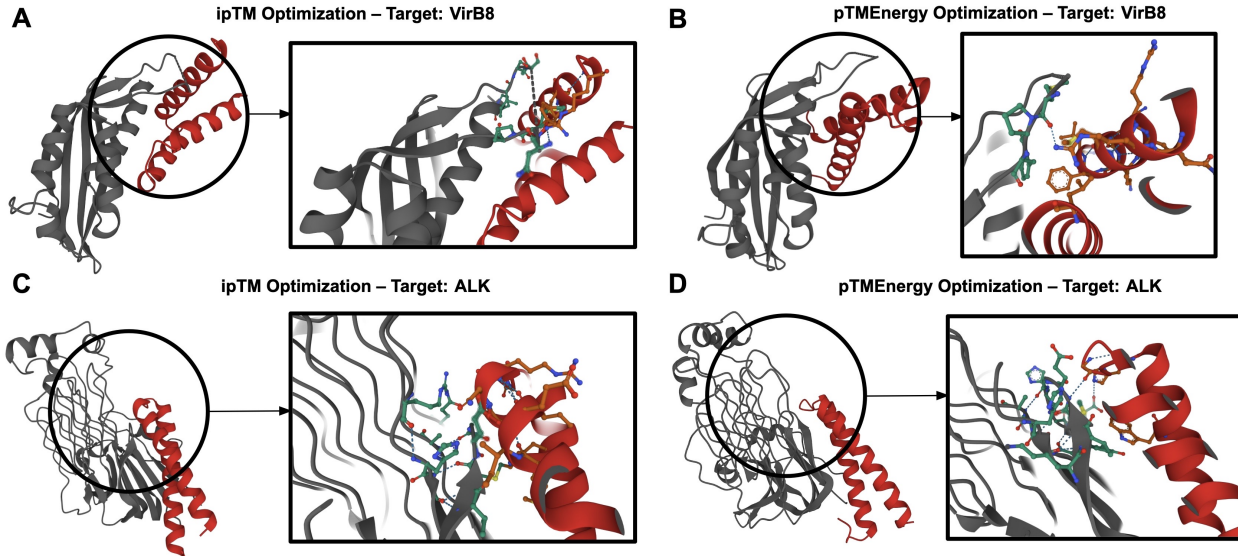 A
ipTM Optimization – Target: VirB8
B
pTMEnergy Optimization – Target: VirB8
C
ipTM Optimization – Target: ALK
D
pTMEnergy Optimization – Target: ALK